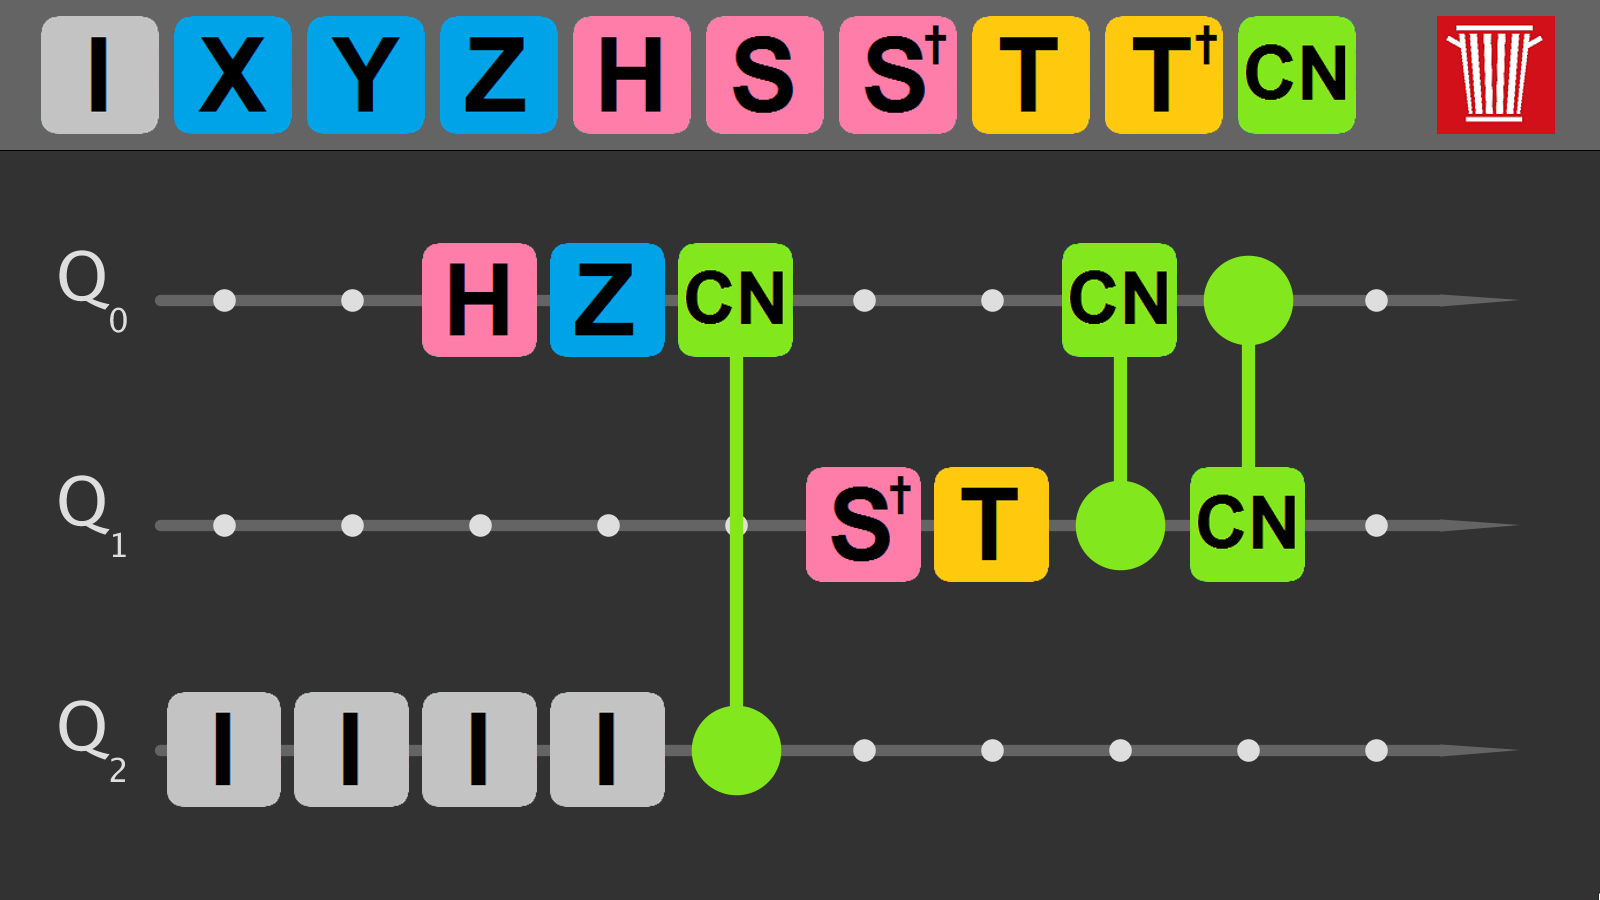 I X Y Z H S S† T T† CN
Q0 H Z CN CN
Q1 S† T CN
Q2 I I I I